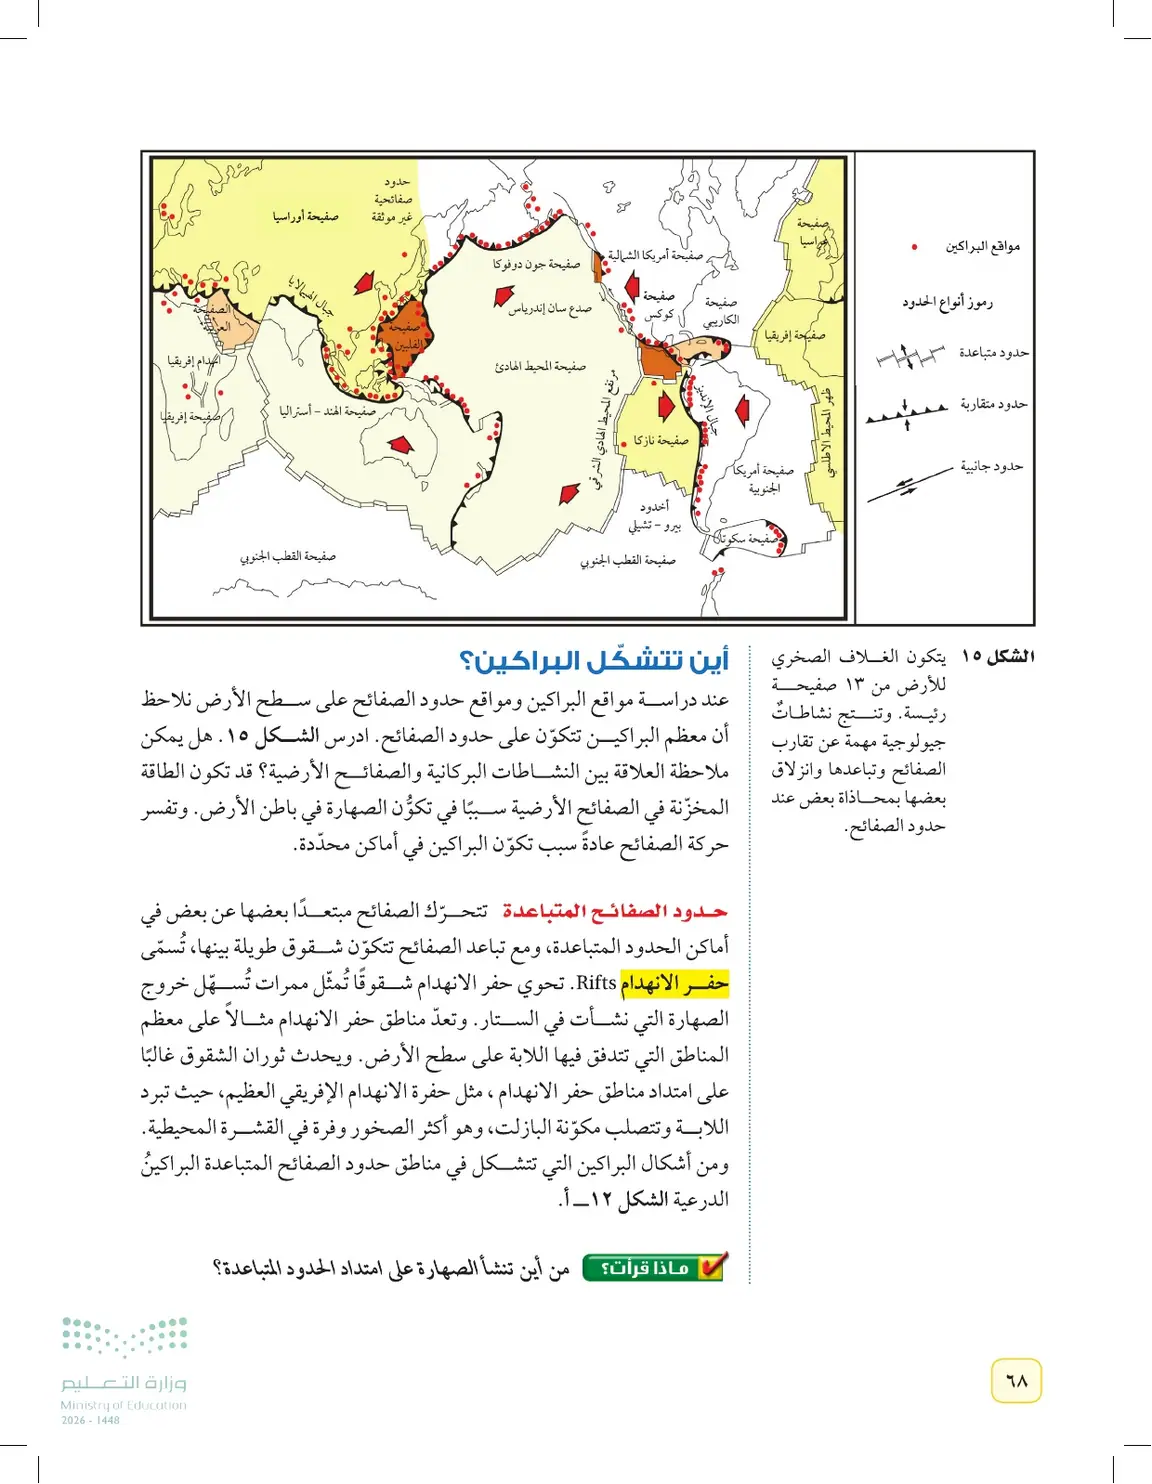 حدود
صفائحية
غير موثقة
صفيحة أوراسيا
جبال الهيمالايا
الصفيحة
العربية
أخدام إفريقيا
صفيحة إفريقيا
صفيحة
الفلبين
صفيحة الهند – أستراليا
صفيحة القطب الجنوبي
صفيحة جون دوفوكا
صدع سان إندرياس
صفيحة المحيط الهادئ
مرتفع المحيط الهادي الشرقي
صفيحة أمريكا الشمالية
صفيحة
كوكس
صفيحة
الكاريبي
صفيحة نازكا
جبال الأنديز
صفيحة أمريكا
الجنوبية
أخدود
بيرو – تشيلي
صفيحة القطب الجنوبي
صفيحة سكوتيا
صفيحة
صفيحة إفريقيا
ظهر المحيط الاطلسي
مواقع البراكين
رموز أنواع الحدود
حدود متباعدة
حدود متقاربة
حدود جانبية
الشكل ١٥ يتكون الغلاف الصخري
للأرض من ١٣ صفيحة
رئيسة. وتنتج نشاطاتٌ
جيولوجية مهمة عن تقارب
الصفائح وتباعدها وانزلاق
بعضها بمحاذاة بعض عند
حدود الصفائح.
أين تتشكّل البراكين؟
عند دراسة مواقع البراكين ومواقع حدود الصفائح على سطح الأرض نلاحظ
أن معظم البراكين تتكوّن على حدود الصفائح. ادرس الشكل ١٥. هل يمكن
ملاحظة العلاقة بين النشاطات البركانية والصفائح الأرضية؟ قد تكون الطاقة
المخزّنة في الصفائح الأرضية سببًا في تكوُّن الصهارة في باطن الأرض. وتفسر
حركة الصفائح عادةً سبب تكوّن البراكين في أماكن محدّدة.
حدود الصفائح المتباعدة تتحرّك الصفائح مبتعدًا بعضها عن بعض في
أماكن الحدود المتباعدة، ومع تباعد الصفائح تتكوّن شقوق طويلة بينها، تُسمّى
حفر الانهدام Rifts. تحوي حفر الانهدام شقوقًا تُمثّل ممرات تُسهّل خروج
الصهارة التي نشأت في الستار. وتعدّ مناطق حفر الانهدام مثالاً على معظم
المناطق التي تتدفق فيها اللابة على سطح الأرض. ويحدث ثوران الشقوق غالبًا
على امتداد مناطق حفر الانهدام ، مثل حفرة الانهدام الإفريقي العظيم، حيث تبرد
اللابة وتتصلب مكوّنة البازلت، وهو أكثر الصخور وفرة في القشرة المحيطية.
ومن أشكال البراكين التي تتشكل في مناطق حدود الصفائح المتباعدة البراكينُ
الدرعية الشكل ١٢ـ أ.
ماذا قرأت؟ من أين تنشأ الصهارة على امتداد الحدود المتباعدة؟
وزارة التعليم
Ministry of Education
2026 - 1448
٦٨